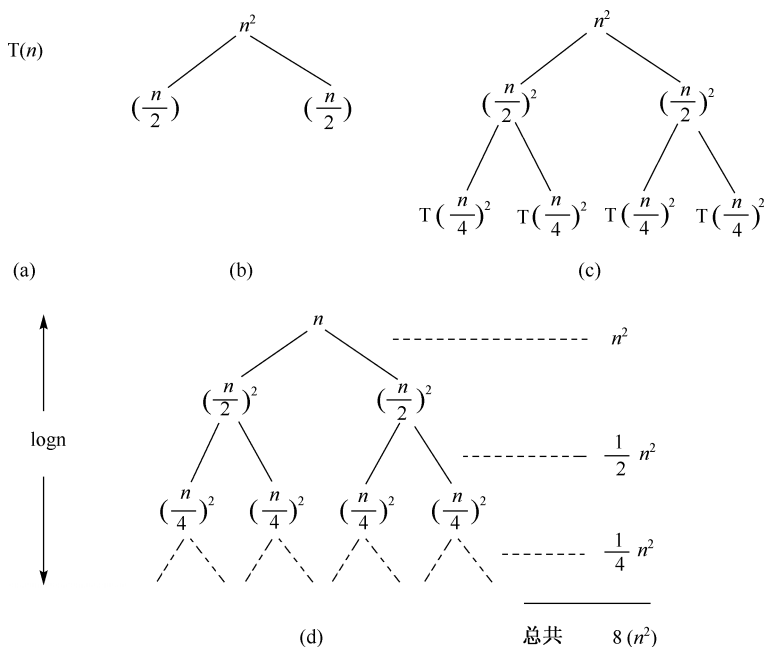 T(n)
n²
(n/2) (n/2)
n²
(n/2)² (n/2)²
T(n/4)² T(n/4)² T(n/4)² T(n/4)²
(a) (b) (c)
logn
n n²
(n/2)² (n/2)²
1/2 n²
(n/4)² (n/4)² (n/4)² (n/4)²
1/4 n²
(d) 总共 8 (n²)